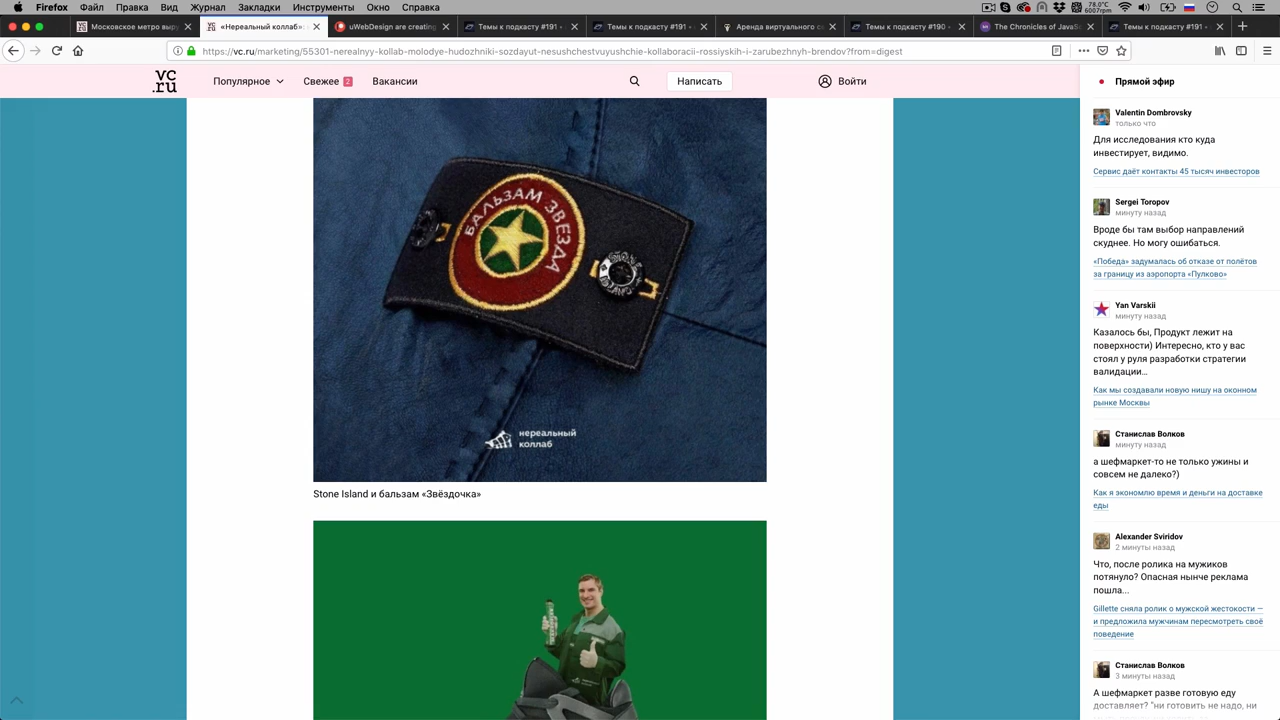 Firefox Файл Правка Вид Журнал Закладки Инструменты Окно Справка
78.0°C
Московское метро выру
«Нереальный коллаб»:
uWebDesign are creating
Темы к подкасту #191 -
Темы к подкасту #191 -
Аренда виртуального се
Темы к подкасту #190 -
The Chronicles of JavaSc
Темы к подкасту #191 -
https://vc.ru/marketing/55301-nerealnyy-kollab-molodye-hudozhniki-sozdayut-nesushchestvuyushchie-kollaboracii-rossiyskih-i-zarubezhnyh-brendov?from=digest
vc
.ru
Популярное
Свежее 2
Вакансии
Написать
Войти
БАЛЬЗАМ ЗВЕЗДА
нереальный
коллаб
Stone Island и бальзам «Звёздочка»
Прямой эфир
Valentin Dombrovsky
только что
Для исследования кто куда
инвестирует, видимо.
Сервис даёт контакты 45 тысяч инвесторов
Sergei Toropov
минуту назад
Вроде бы там выбор направлений
скуднее. Но могу ошибаться.
«Победа» задумалась об отказе от полётов
за границу из аэропорта «Пулково»
Yan Varskii
минуту назад
Казалось бы, Продукт лежит на
поверхности) Интересно, кто у вас
стоял у руля разработки стратегии
валидации…
Как мы создавали новую нишу на оконном
рынке Москвы
Станислав Волков
минуту назад
а шефмаркет-то не только ужины и
совсем не далеко?)
Как я экономлю время и деньги на доставке
еды
Alexander Sviridov
2 минуты назад
Что, после ролика на мужиков
потянуло? Опасная нынче реклама
пошла...
Gillette сняла ролик о мужской жестокости —
и предложила мужчинам пересмотреть своё
поведение
Станислав Волков
3 минуты назад
А шефмаркет разве готовую еду
доставляет? "ни готовить не надо, ни